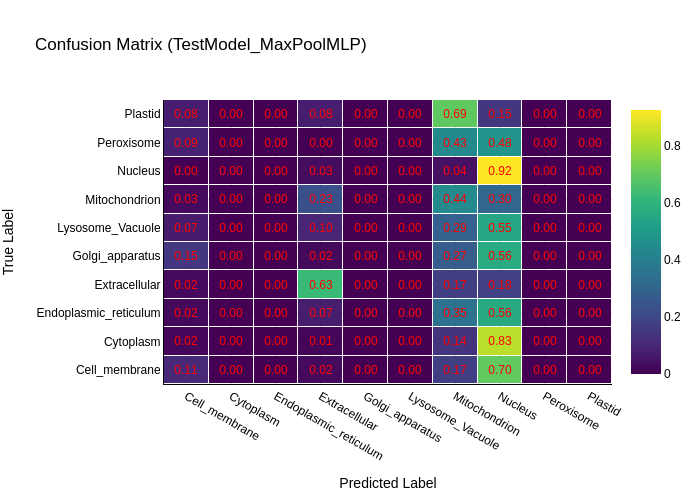 Confusion Matrix (TestModel_MaxPoolMLP)
Plastid 0.08 0.00 0.00 0.08 0.00 0.00 0.69 0.15 0.00 0.00
Peroxisome 0.09 0.00 0.00 0.00 0.00 0.00 0.43 0.48 0.00 0.00
Nucleus 0.00 0.00 0.00 0.03 0.00 0.00 0.04 0.92 0.00 0.00
Mitochondrion 0.03 0.00 0.00 0.23 0.00 0.00 0.44 0.30 0.00 0.00
Lysosome_Vacuole 0.07 0.00 0.00 0.10 0.00 0.00 0.29 0.55 0.00 0.00
Golgi_apparatus 0.15 0.00 0.00 0.02 0.00 0.00 0.27 0.56 0.00 0.00
Extracellular 0.02 0.00 0.00 0.63 0.00 0.00 0.17 0.18 0.00 0.00
Endoplasmic_reticulum 0.02 0.00 0.00 0.07 0.00 0.00 0.35 0.56 0.00 0.00
Cytoplasm 0.02 0.00 0.00 0.01 0.00 0.00 0.14 0.83 0.00 0.00
Cell_membrane 0.11 0.00 0.00 0.02 0.00 0.00 0.17 0.70 0.00 0.00
True Label
Cell_membrane
Cytoplasm
Endoplasmic_reticulum
Extracellular
Golgi_apparatus
Lysosome_Vacuole
Mitochondrion
Nucleus
Peroxisome
Plastid
Predicted Label
0.8
0.6
0.4
0.2
0